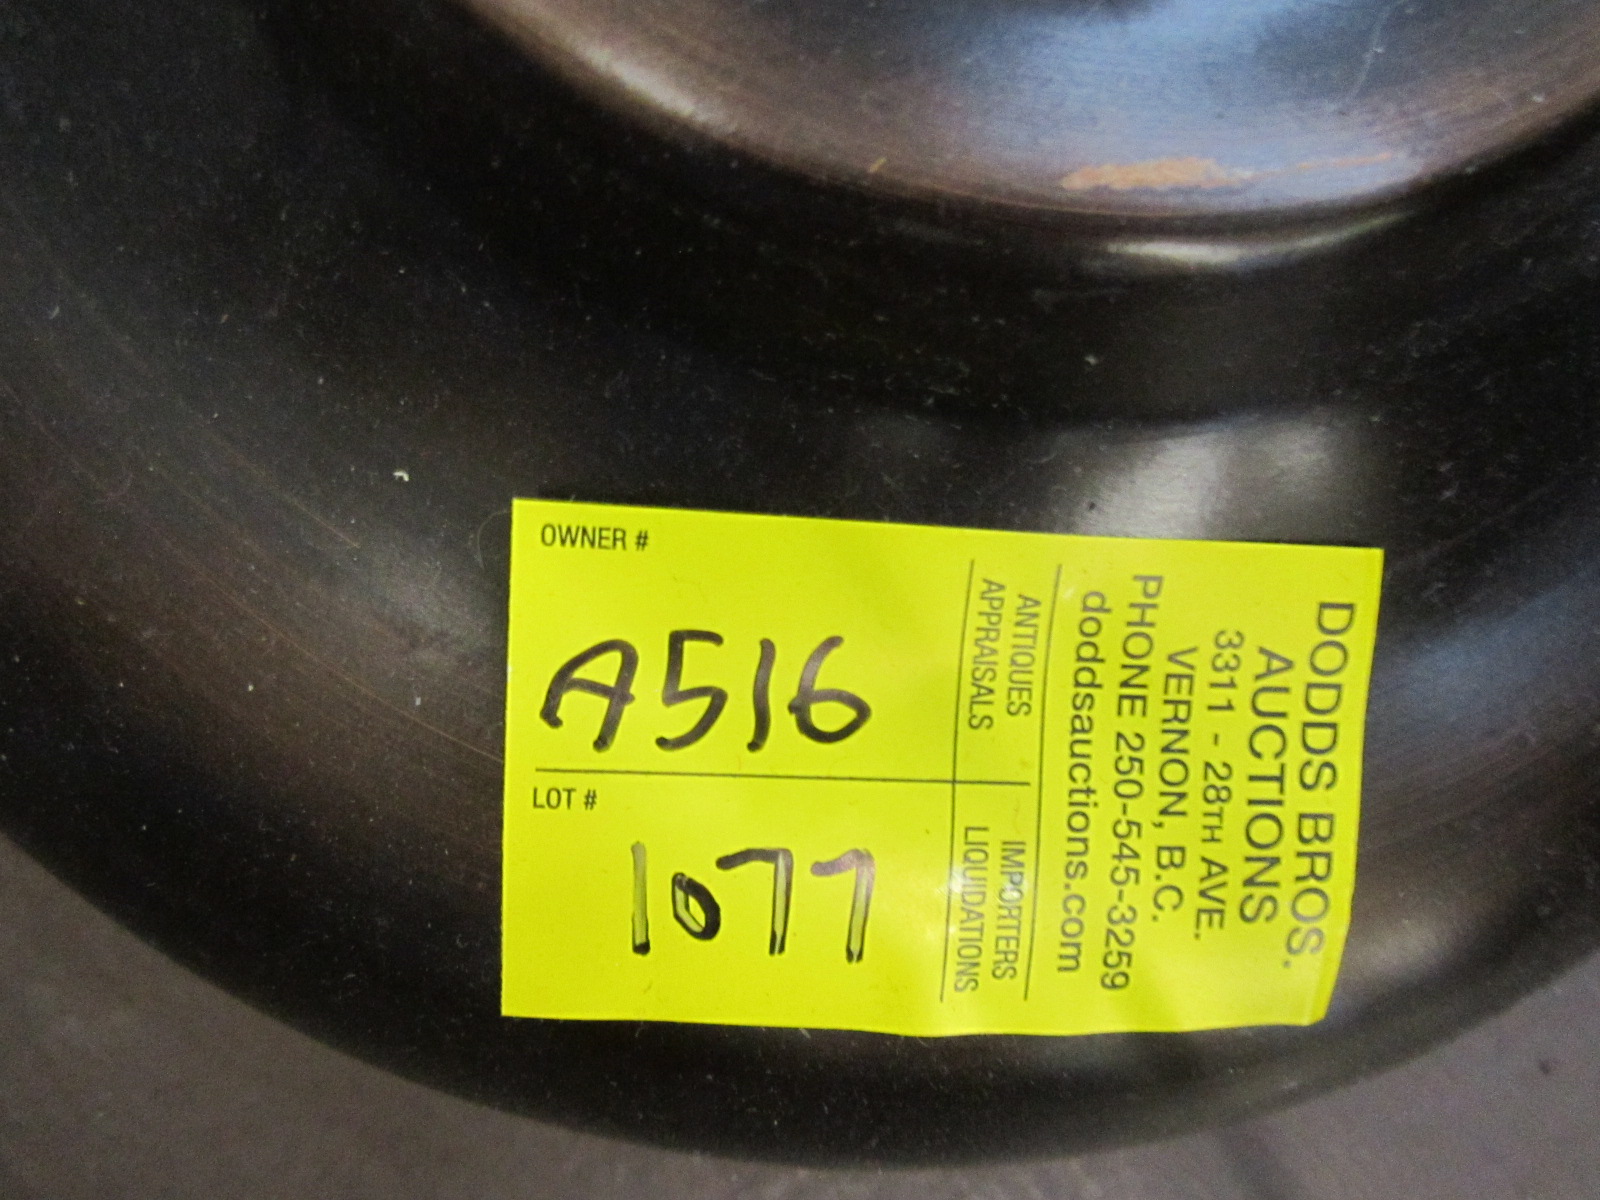 OWNER #
A516
LOT #
1077
DODDS BROS.
AUCTIONS
3311 - 28TH AVE.
VERNON, B.C.
PHONE 250-545-3259
doddsauctions.com
ANTIQUES
APPRAISALS
IMPORTERS
LIQUIDATIONS